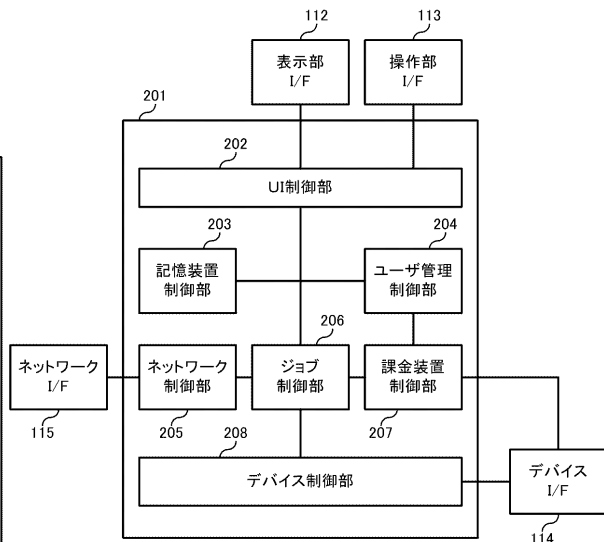 112
113
表示部
I/F
操作部
I/F
201
202
UI制御部
203
204
記憶装置
制御部
ユーザ管理
制御部
206
ネットワーク
I/F
ネットワーク
制御部
ジョブ
制御部
課金装置
制御部
115
205
208
207
デバイス制御部
デバイス
I/F
114